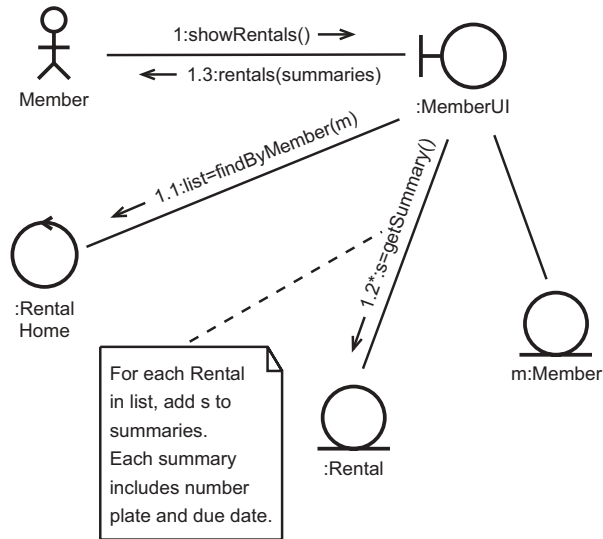 1:showRentals()
1.3:rentals(summaries)
Member
:MemberUI
1.1:list=findByMember(m)
1.2*:s=getSummary()
:Rental
Home
m:Member
For each Rental
in list, add s to
summaries.
Each summary
includes number
plate and due date.
:Rental